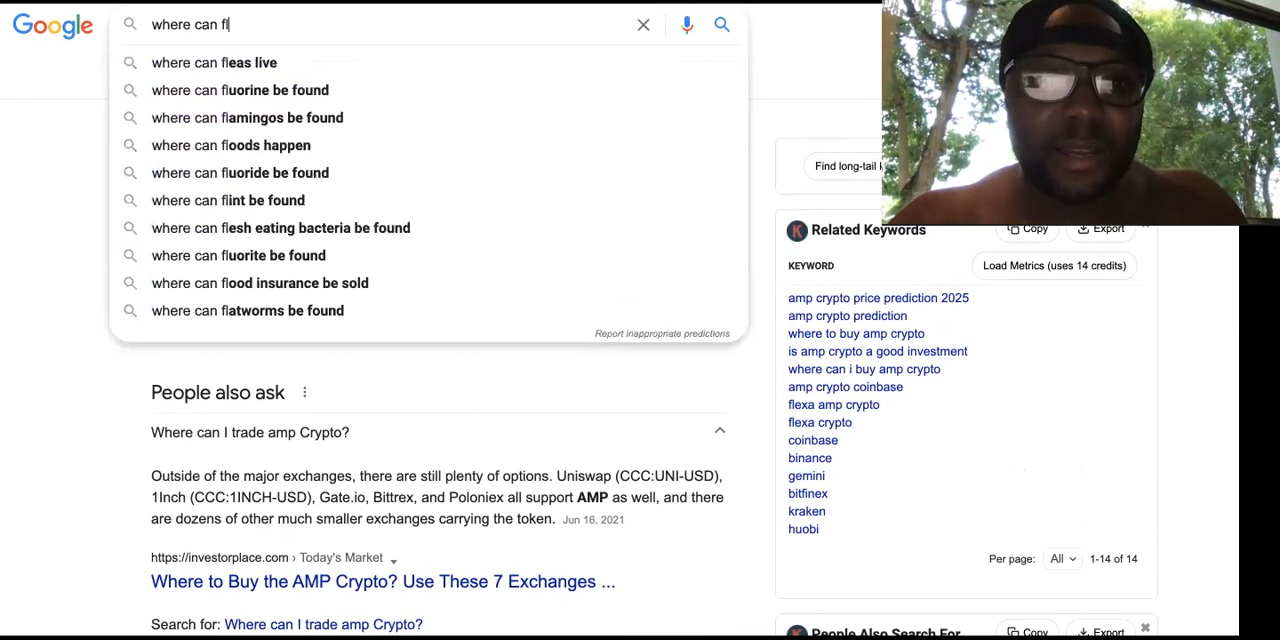 Google
where can fl
where can fleas live
where can fluorine be found
where can flamingos be found
where can floods happen
where can fluoride be found
where can flint be found
where can flesh eating bacteria be found
where can fluorite be found
where can flood insurance be sold
where can flatworms be found
Report inappropriate predictions
People also ask
Where can I trade amp Crypto?
Outside of the major exchanges, there are still plenty of options. Uniswap (CCC:UNI-USD),
1Inch (CCC:1INCH-USD), Gate.io, Bittrex, and Poloniex all support AMP as well, and there
are dozens of other much smaller exchanges carrying the token. Jun 16, 2021
https://investorplace.com › Today's Market
Where to Buy the AMP Crypto? Use These 7 Exchanges ...
Search for: Where can I trade amp Crypto?
Find long-tail
K Related Keywords Copy Export
KEYWORD Load Metrics (uses 14 credits)
amp crypto price prediction 2025
amp crypto prediction
where to buy amp crypto
is amp crypto a good investment
where can i buy amp crypto
amp crypto coinbase
flexa amp crypto
flexa crypto
coinbase
binance
gemini
bitfinex
kraken
huobi
Per page: All 1-14 of 14
K People Also Search For Copy Export